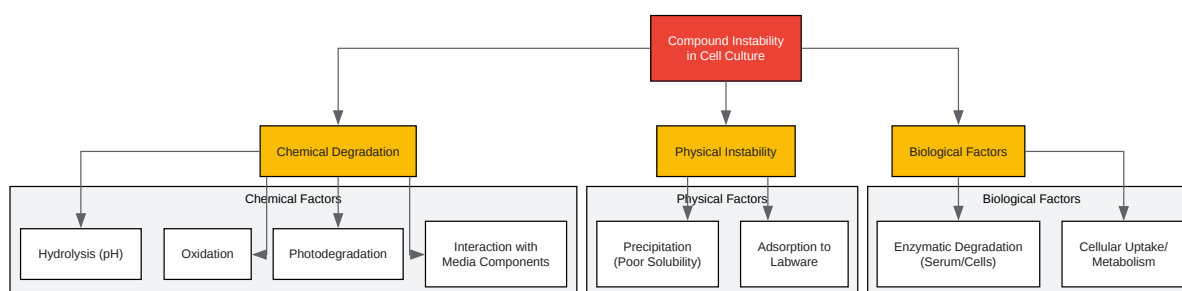 Compound Instability
in Cell Culture
Chemical Degradation
Physical Instability
Biological Factors
Chemical Factors
Physical Factors
Biological Factors
Hydrolysis (pH)
Oxidation
Photodegradation
Interaction with
Media Components
Precipitation
(Poor Solubility)
Adsorption to
Labware
Enzymatic Degradation
(Serum/Cells)
Cellular Uptake/
Metabolism